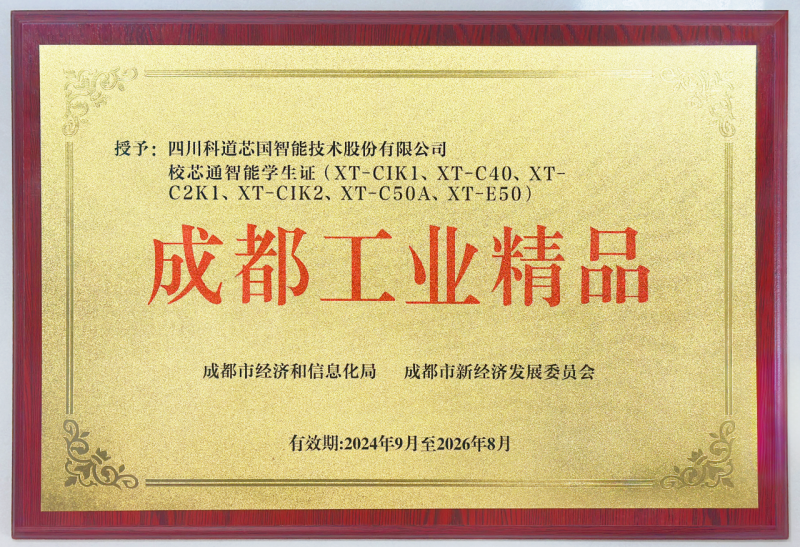 授予：四川科道芯国智能技术股份有限公司
校芯通智能学生证（XT-CIK1、XT-C40、XT-
C2K1、XT-CIK2、XT-C50A、XT-E50）
成都工业精品
成都市经济和信息化局 成都市新经济发展委员会
有效期:2024年9月至2026年8月